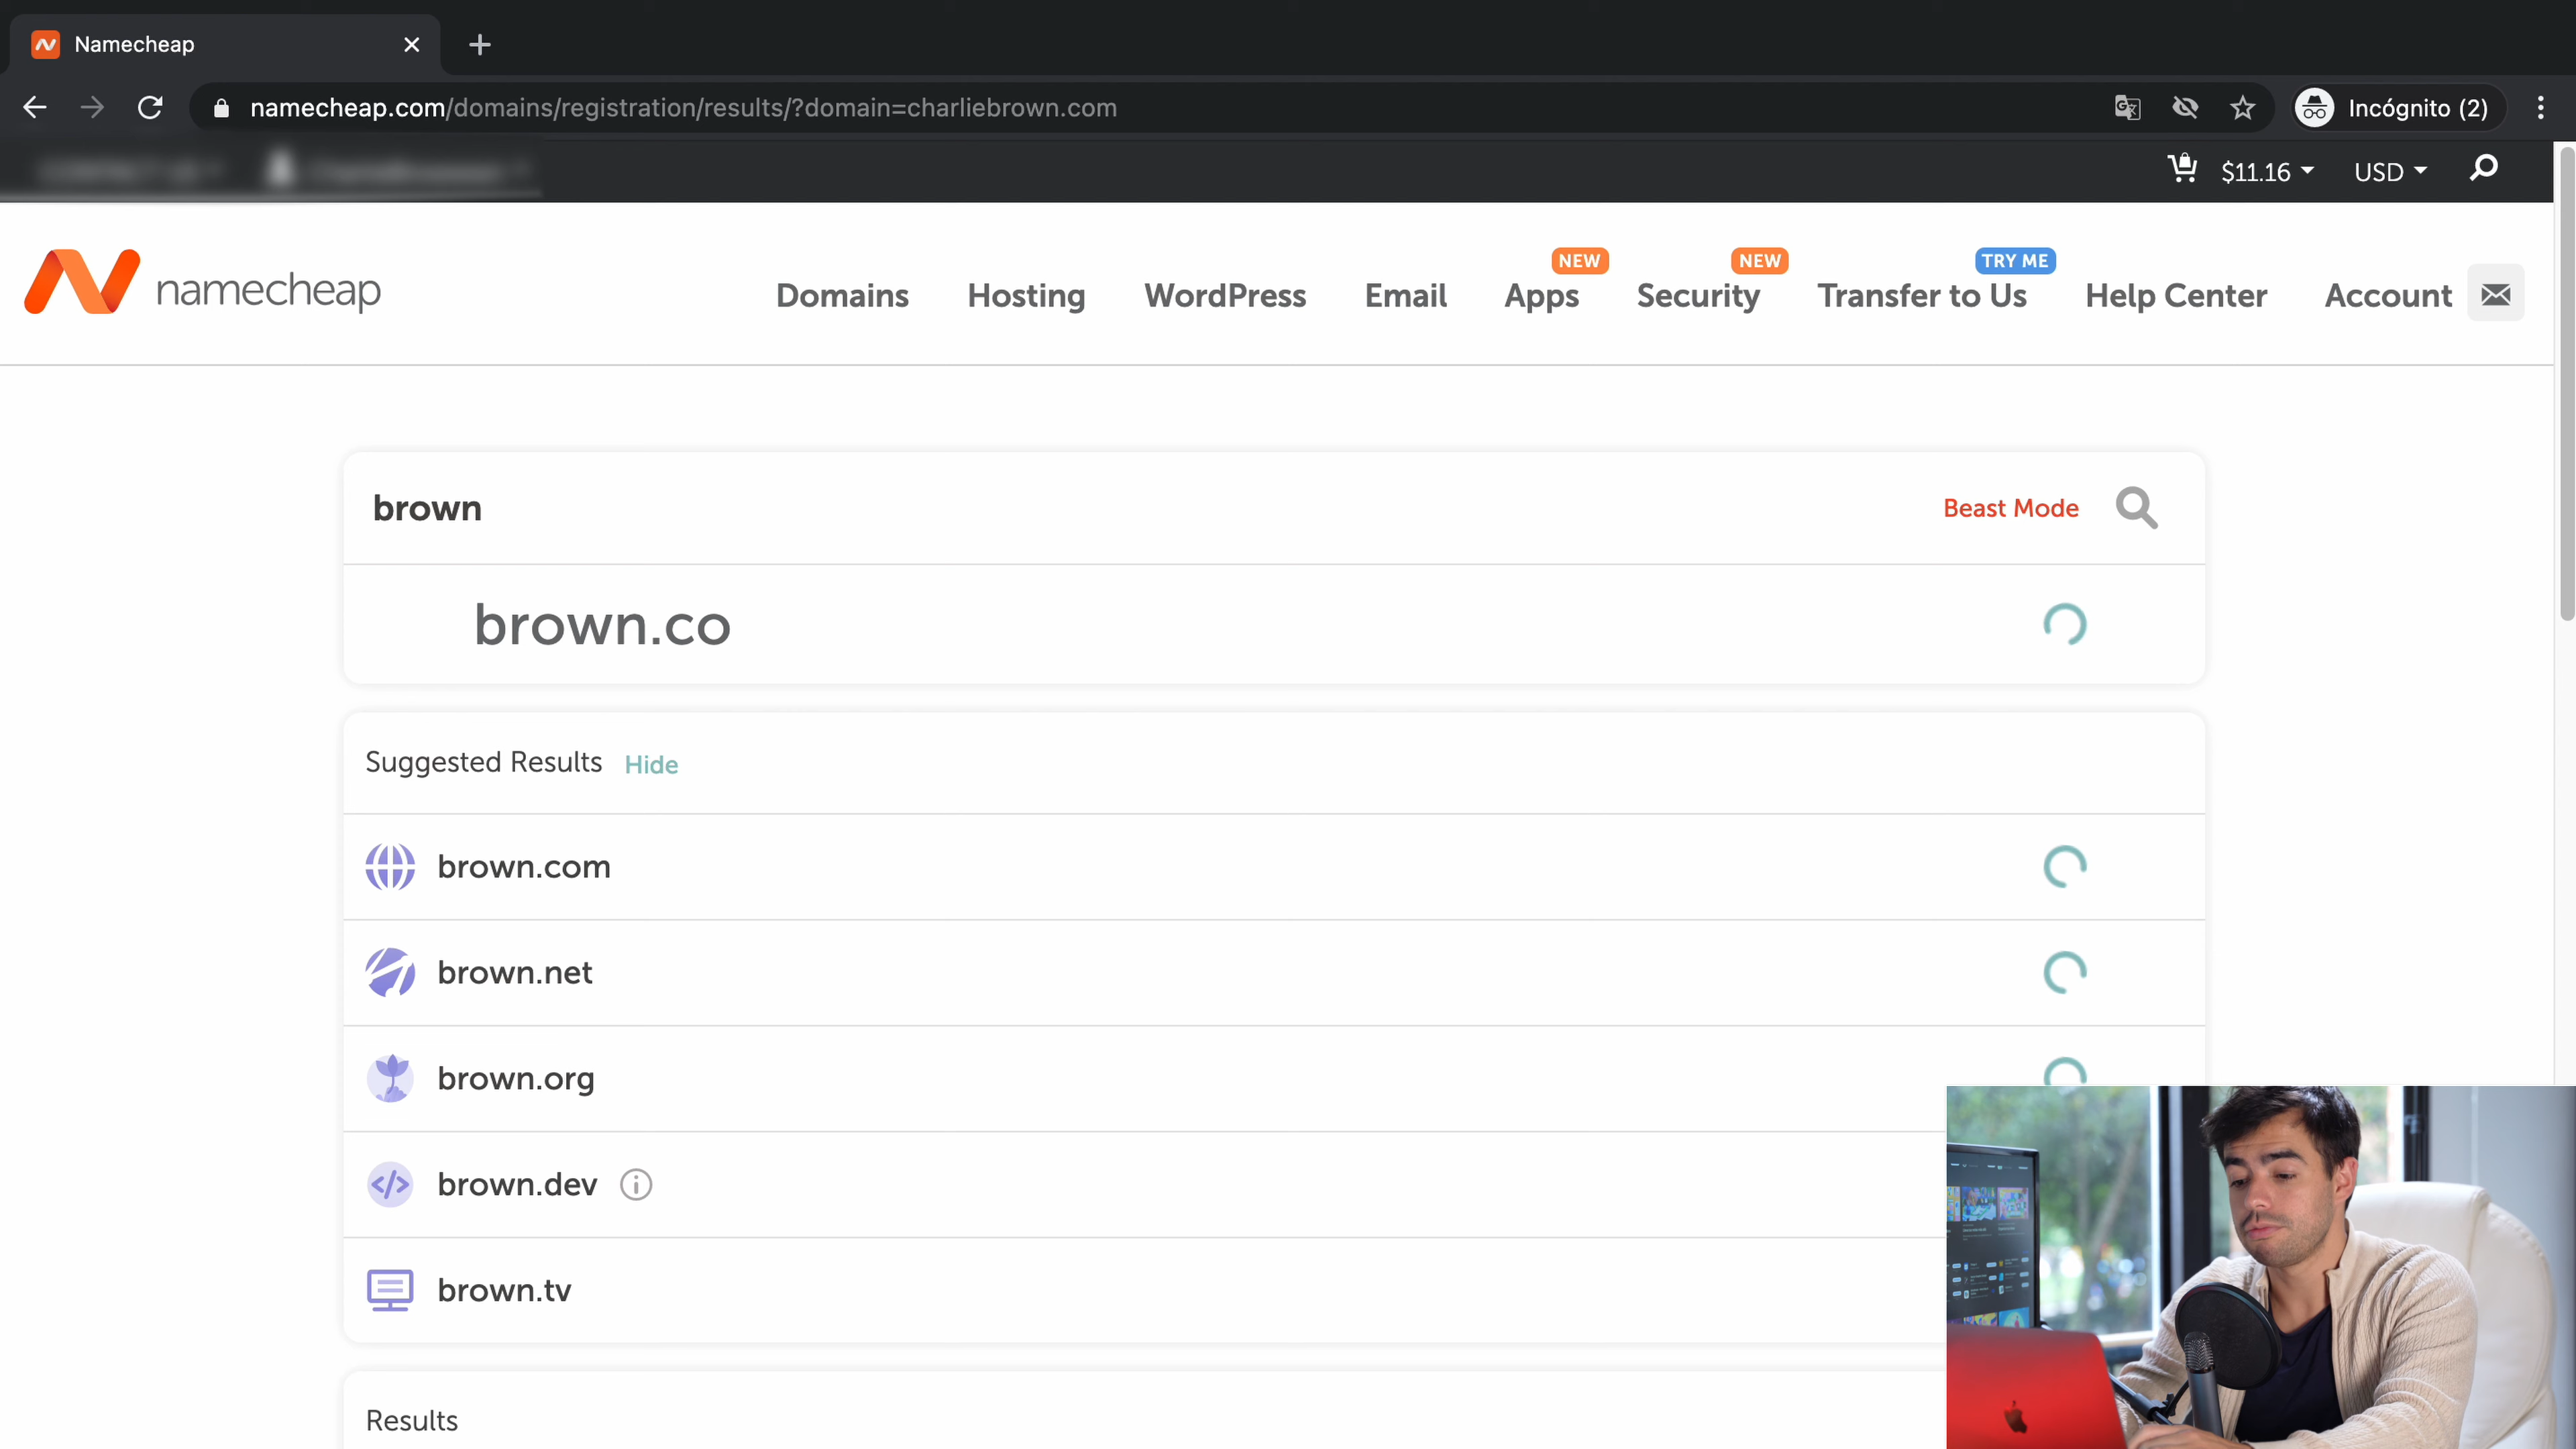 Namecheap
namecheap.com/domains/registration/results/?domain=charliebrown.com
Incógnito (2)
$11.16
USD
namecheap
Domains
Hosting
WordPress
Email
NEW
Apps
NEW
Security
TRY ME
Transfer to Us
Help Center
Account
brown
Beast Mode
brown.co
Suggested Results Hide
brown.com
brown.net
brown.org
brown.dev
brown.tv
Results